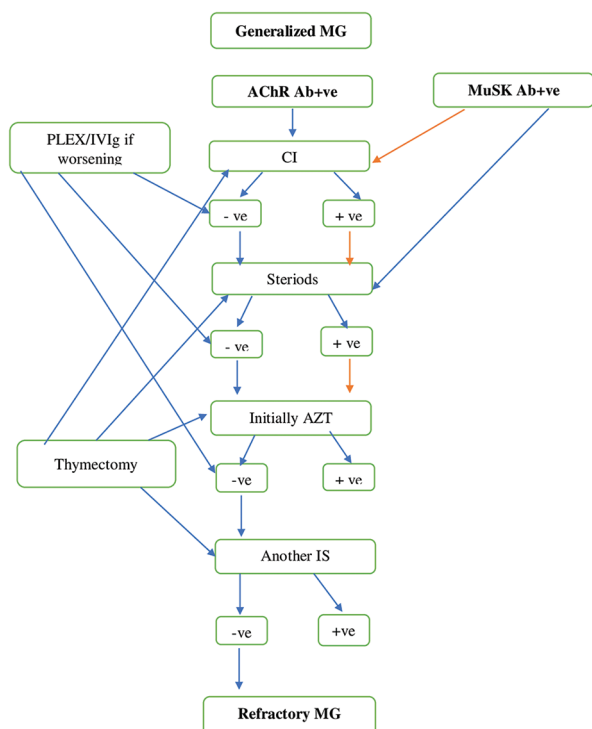 Generalized MG
AChR Ab+ve
MuSK Ab+ve
PLEX/IVIg if
worsening
CI
- ve
+ ve
Steriods
- ve
+ ve
Initially AZT
Thymectomy
-ve
+ ve
Another IS
-ve
+ve
Refractory MG